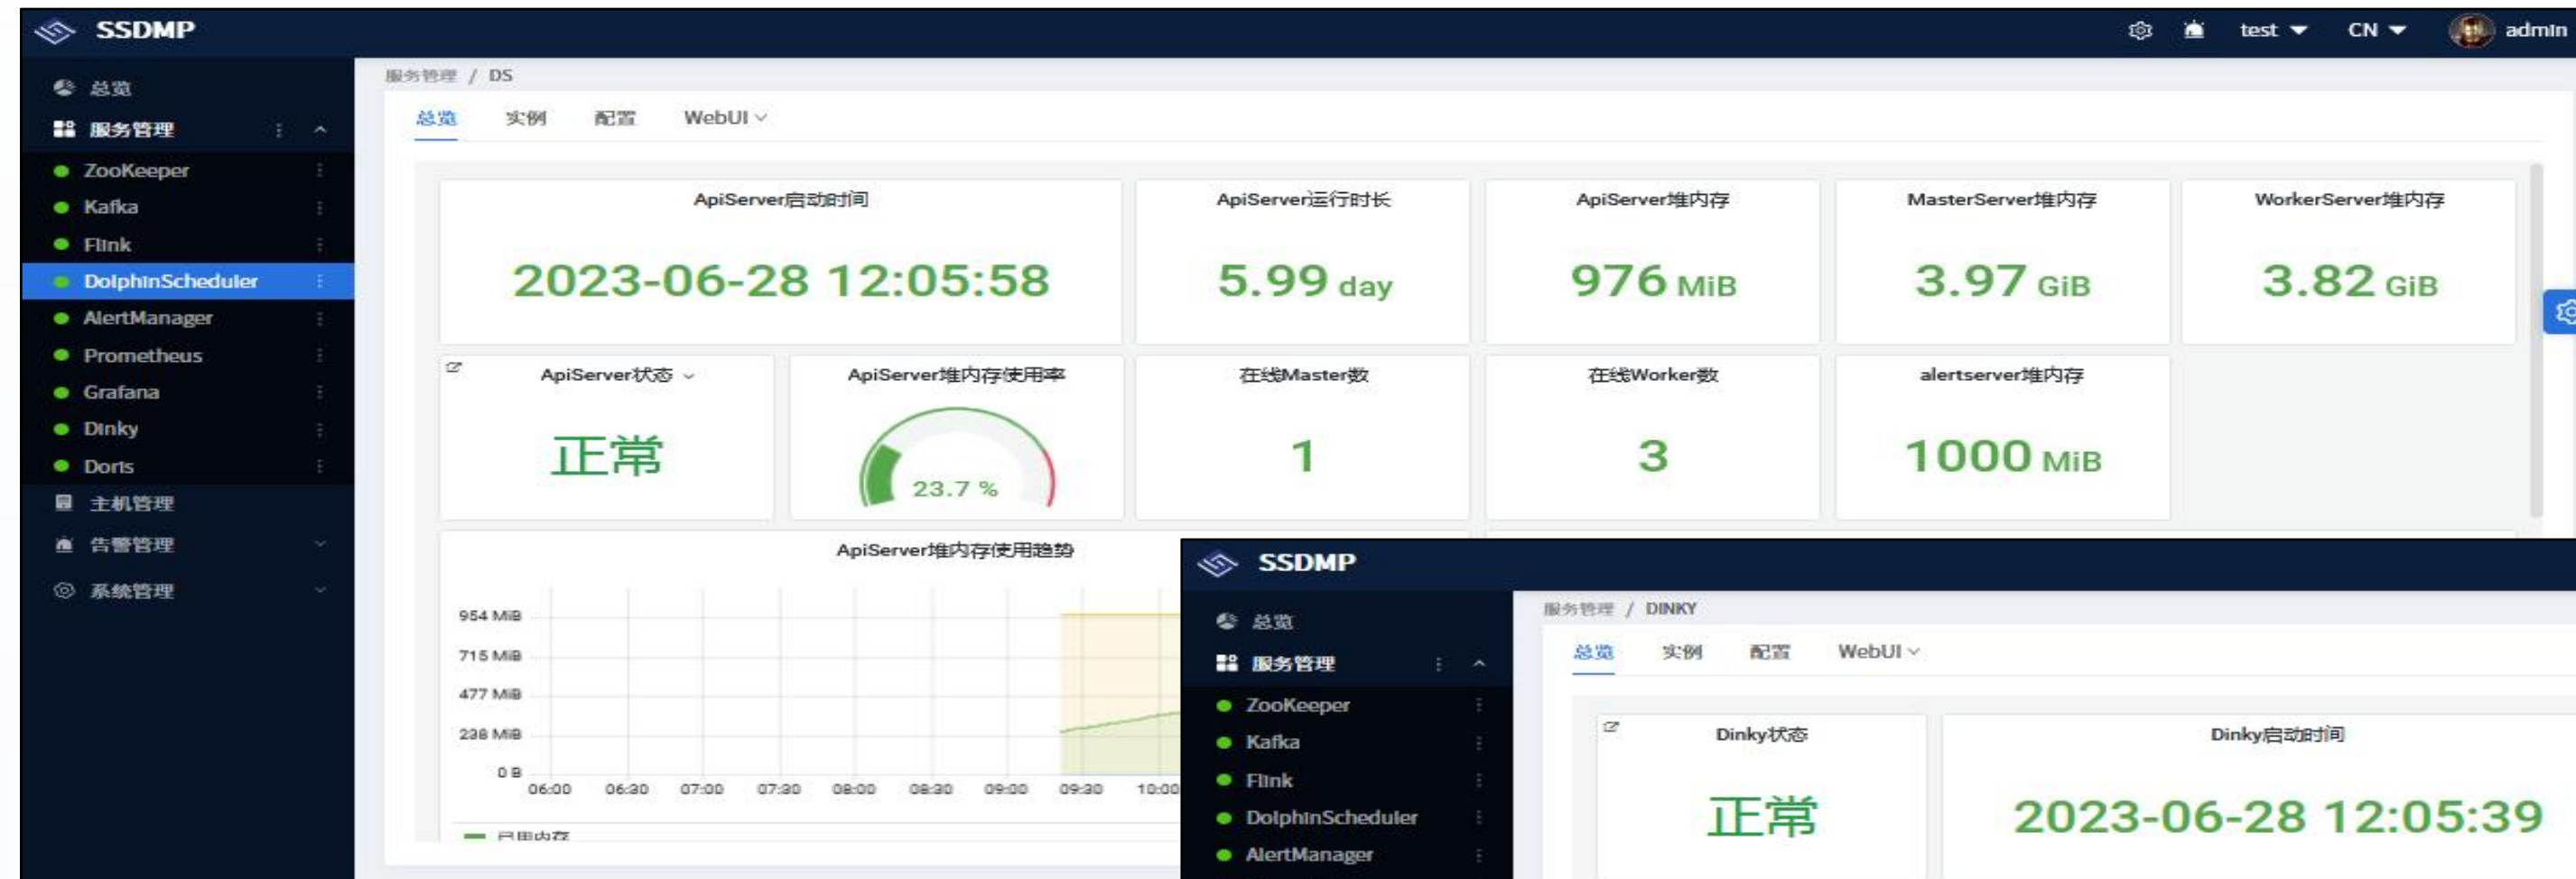 SSDMP
test CN admin
总览
服务管理
ZooKeeper
Kafka
Flink
DolphinScheduler
AlertManager
Prometheus
Grafana
Dinky
Doris
主机管理
告警管理
系统管理
服务管理 / DS
总览 实例 配置 WebUI
ApiServer启动时间
2023-06-28 12:05:58
ApiServer运行时长
5.99 day
ApiServer堆内存
976 MiB
MasterServer堆内存
3.97 GiB
WorkerServer堆内存
3.82 GiB
ApiServer状态
正常
ApiServer堆内存使用率
23.7 %
在线Master数
1
在线Worker数
3
alertserver堆内存
1000 MiB
ApiServer堆内存使用趋势
954 MiB
715 MiB
477 MiB
238 MiB
0 B
06:00 06:30 07:00 07:30 08:00 08:30 09:00 09:30 10:00
已用内存
SSDMP
总览
服务管理
ZooKeeper
Kafka
Flink
DolphinScheduler
AlertManager
服务管理 / DINKY
总览 实例 配置 WebUI
Dinky状态
正常
Dinky启动时间
2023-06-28 12:05:39